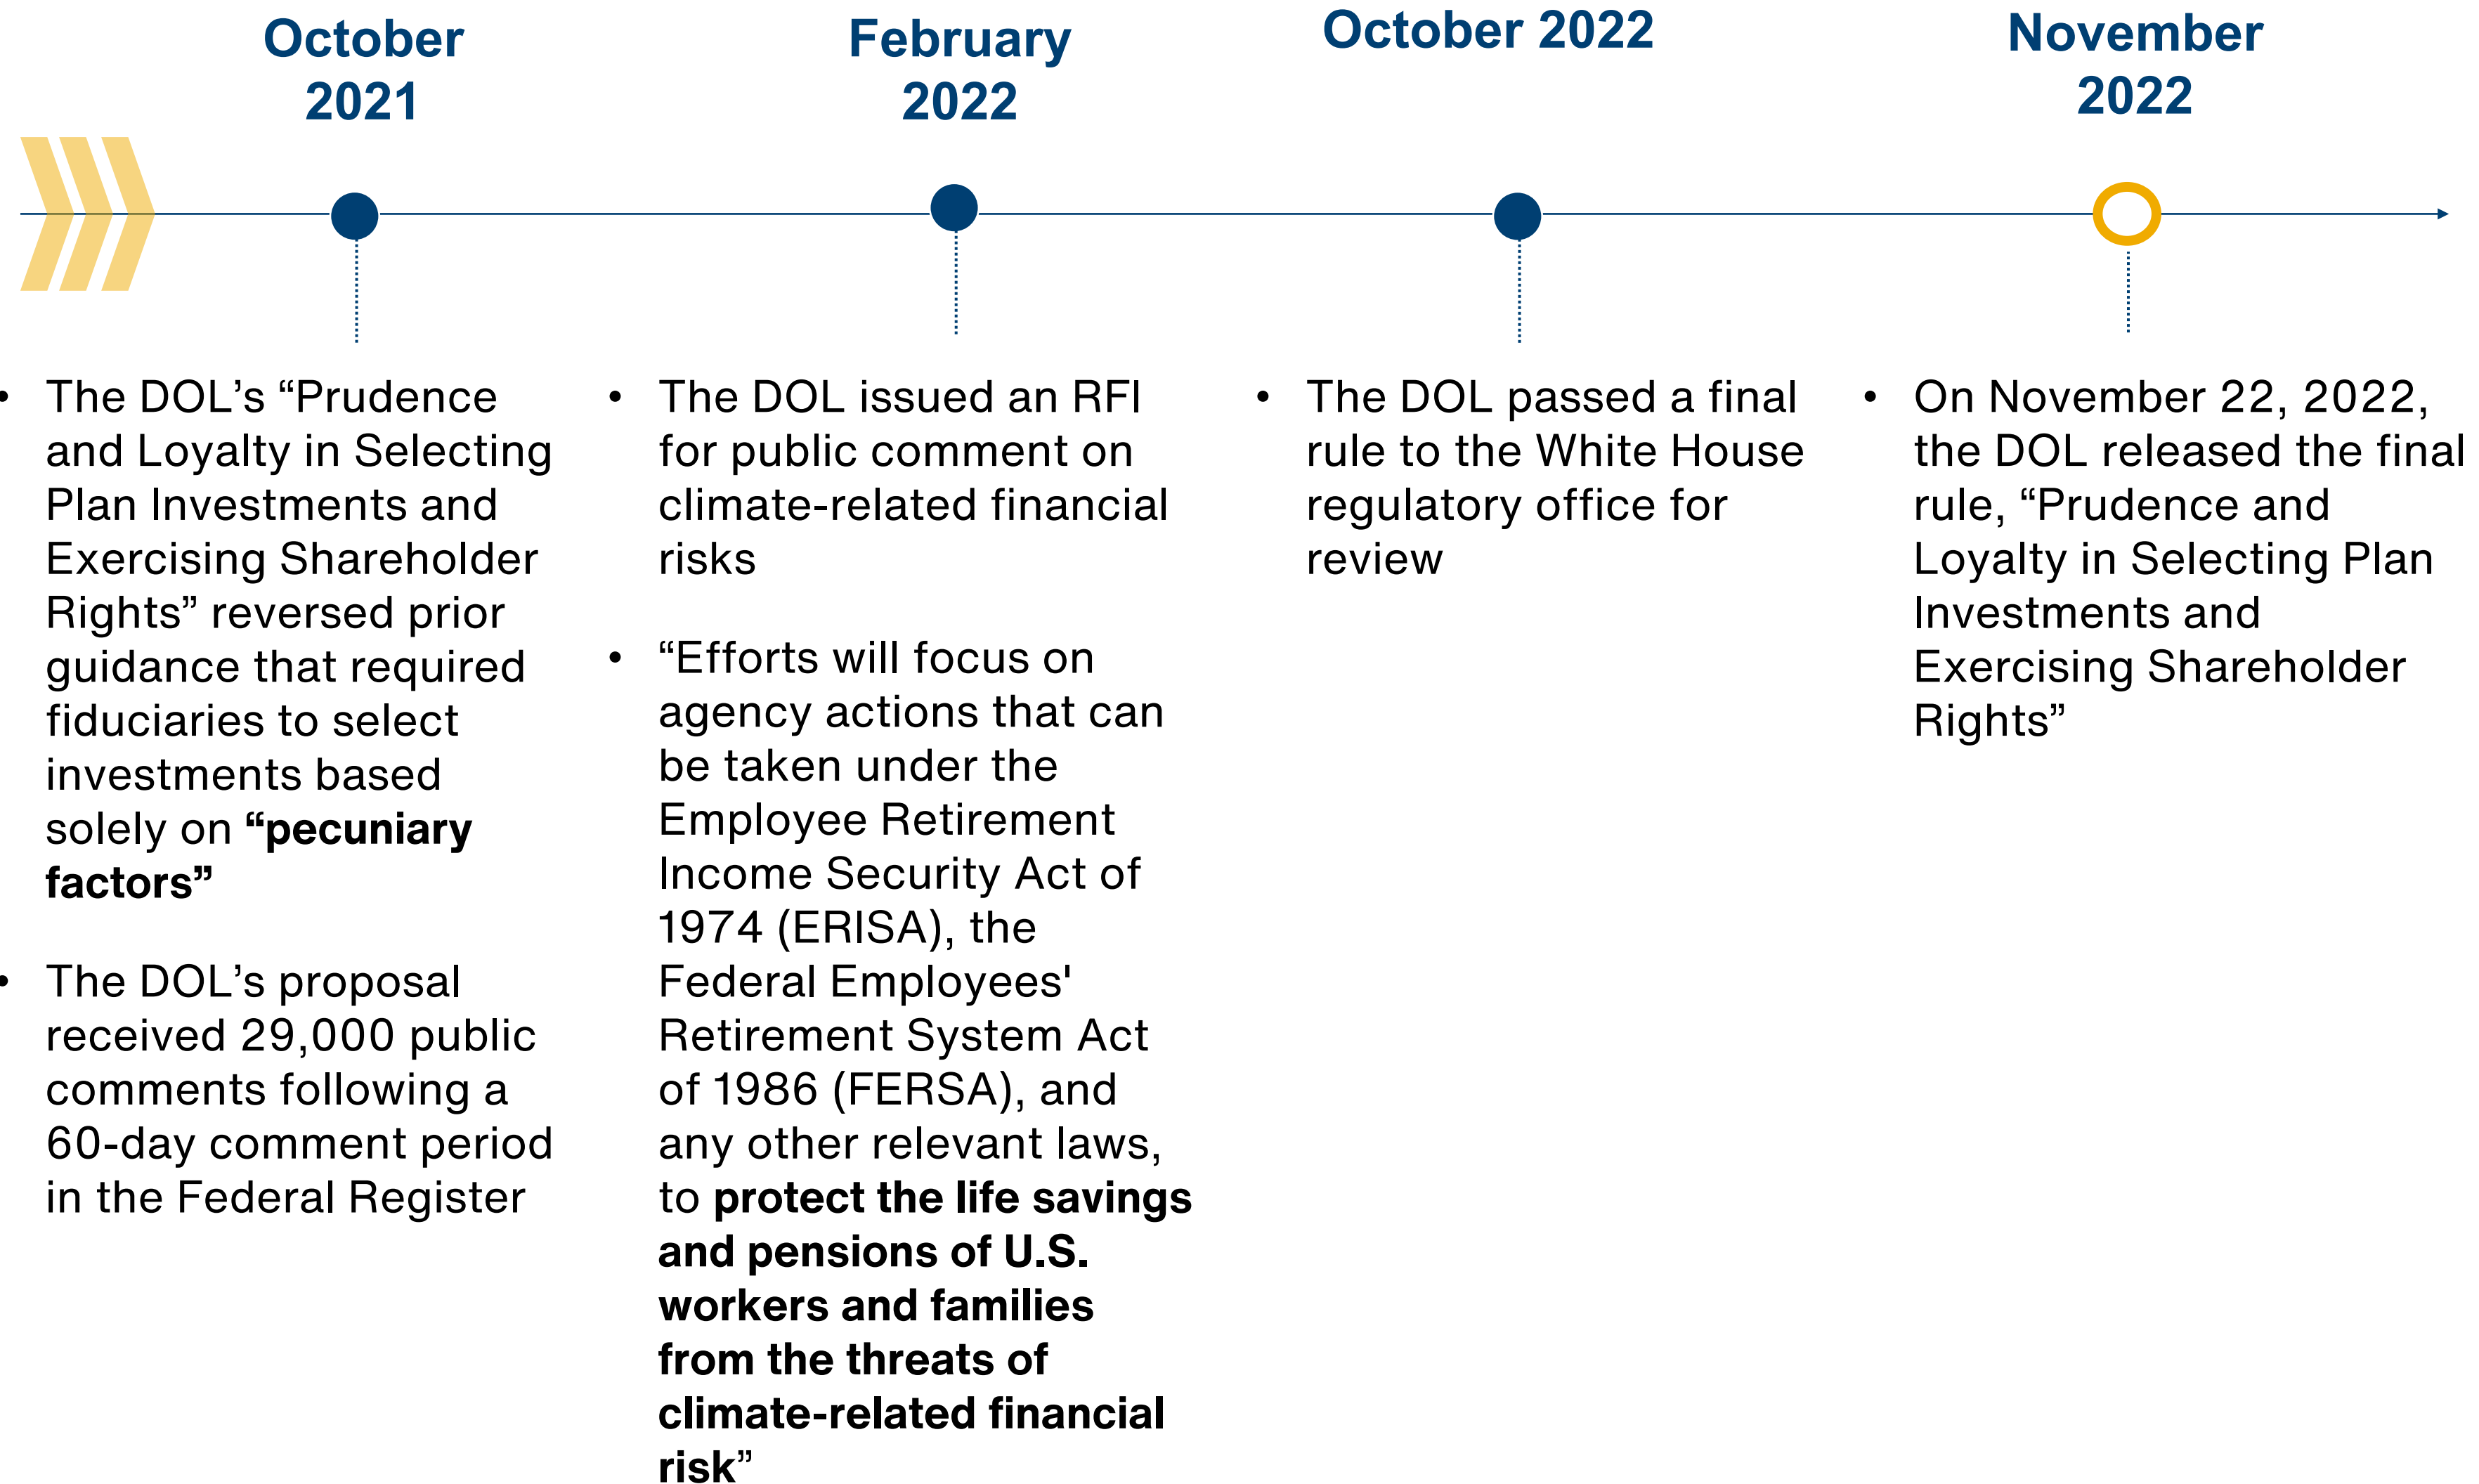 October
2021
February
2022
October 2022
November
2022
• The DOL’s “Prudence
and Loyalty in Selecting
Plan Investments and
Exercising Shareholder
Rights” reversed prior
guidance that required
fiduciaries to select
investments based
solely on “pecuniary
factors”
• The DOL’s proposal
received 29,000 public
comments following a
60-day comment period
in the Federal Register
• The DOL issued an RFI
for public comment on
climate-related financial
risks
• “Efforts will focus on
agency actions that can
be taken under the
Employee Retirement
Income Security Act of
1974 (ERISA), the
Federal Employees'
Retirement System Act
of 1986 (FERSA), and
any other relevant laws,
to protect the life savings
and pensions of U.S.
workers and families
from the threats of
climate-related financial
risk”
• The DOL passed a final
rule to the White House
regulatory office for
review
• On November 22, 2022,
the DOL released the final
rule, “Prudence and
Loyalty in Selecting Plan
Investments and
Exercising Shareholder
Rights”